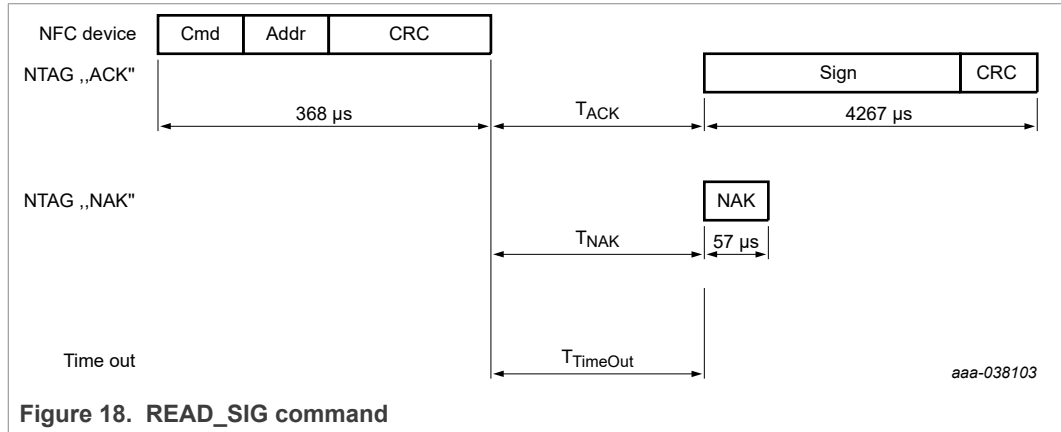 NFC device Cmd Addr CRC
NTAG ,,ACK" Sign CRC
368 µs TACK 4267 µs
NTAG ,,NAK" NAK
TNAK 57 µs
Time out TTimeOut
aaa-038103
Figure 18. READ_SIG command